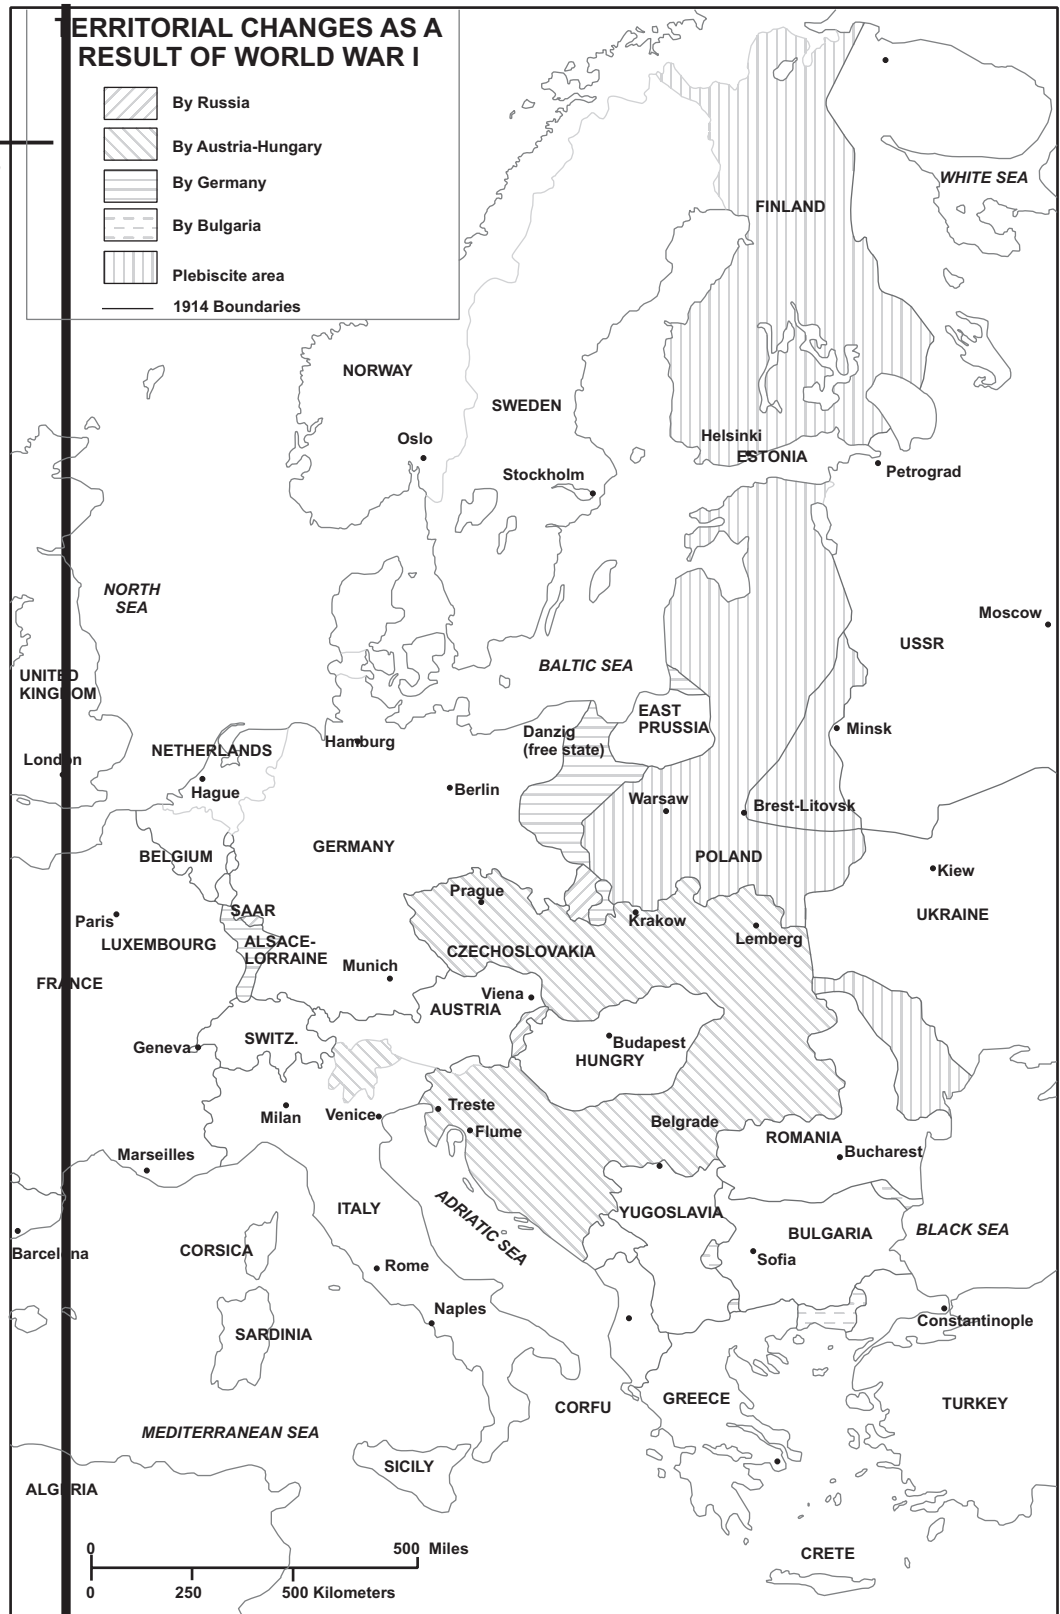 TERRITORIAL CHANGES AS A
RESULT OF WORLD WAR I
By Russia
By Austria-Hungary
By Germany
By Bulgaria
Plebiscite area
1914 Boundaries
WHITE SEA
FINLAND
NORWAY
SWEDEN
Oslo
Helsinki
ESTONIA
Petrograd
Stockholm
NORTH
SEA
Moscow
USSR
BALTIC SEA
UNITED
KINGDOM
EAST
PRUSSIA
Danzig
(free state)
Minsk
Hamburg
NETHERLANDS
London
Hague
Berlin
Warsaw
Brest-Litovsk
GERMANY
BELGIUM
POLAND
Kiew
Prague
SAAR
Krakow
UKRAINE
Paris
LUXEMBOURG
ALSACE-
LORRAINE
Lemberg
CZECHOSLOVAKIA
Munich
FRANCE
Viena
AUSTRIA
SWITZ.
Geneva
Budapest
HUNGRY
Treste
Milan
Venice
Flume
Belgrade
ROMANIA
Bucharest
Marseilles
ITALY
ADRIATIC SEA
YUGOSLAVIA
BULGARIA
BLACK SEA
Barcelona
CORSICA
Rome
Sofia
Naples
Constantinople
SARDINIA
CORFU
GREECE
TURKEY
MEDITERRANEAN SEA
SICILY
ALGERIA
CRETE
0 500 Miles
0 250 500 Kilometers